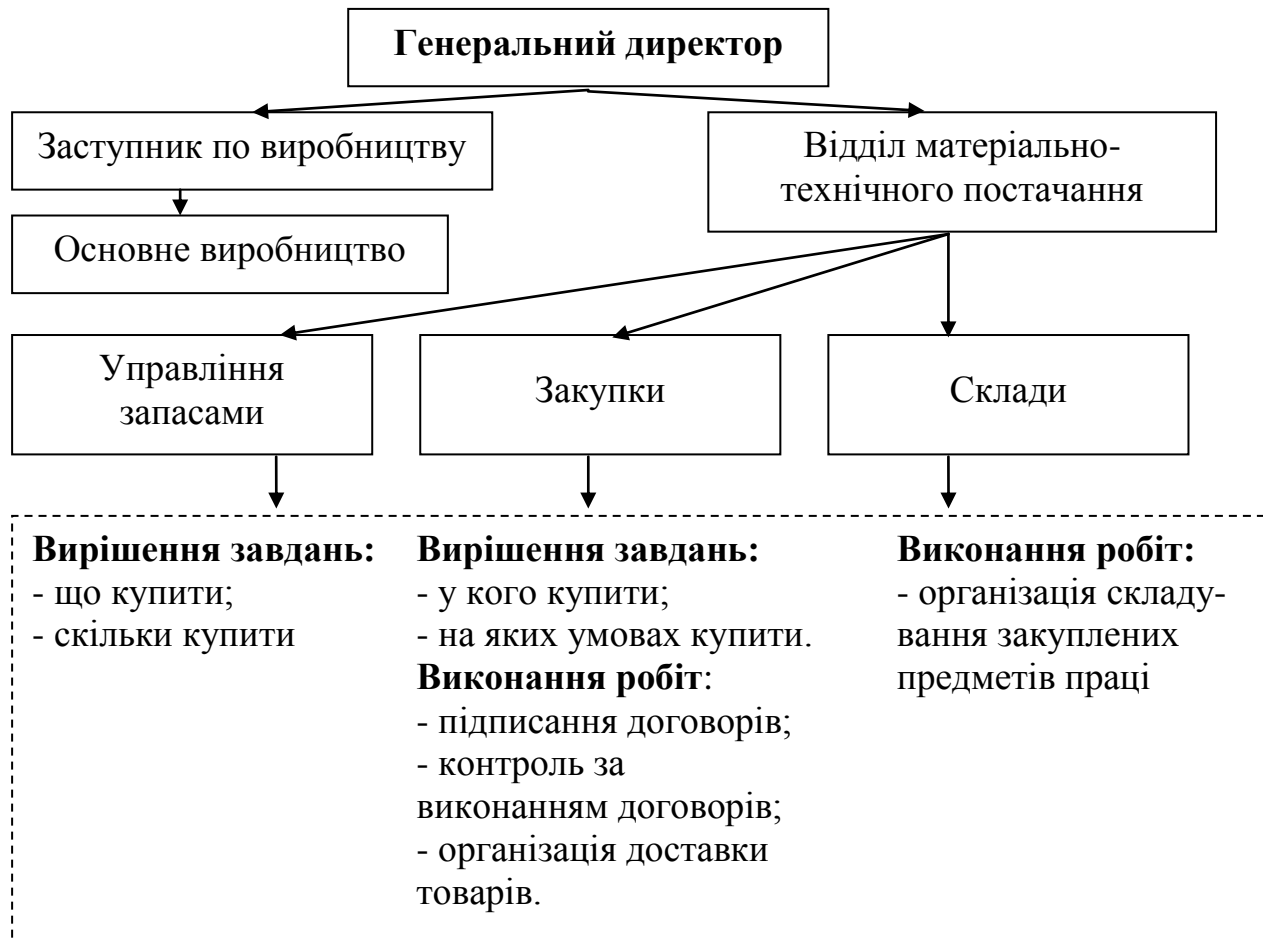 Генеральний директор
Заступник по виробництву
Відділ матеріально-
технічного постачання
Основне виробництво
Управління
запасами
Закупки
Склади
Вирішення завдань:
- що купити;
- скільки купити
Вирішення завдань:
- у кого купити;
- на яких умовах купити.
Виконання робіт:
- підписання договорів;
- контроль за
виконанням договорів;
- організація доставки
товарів.
Виконання робіт:
- організація складу-
вання закуплених
предметів праці